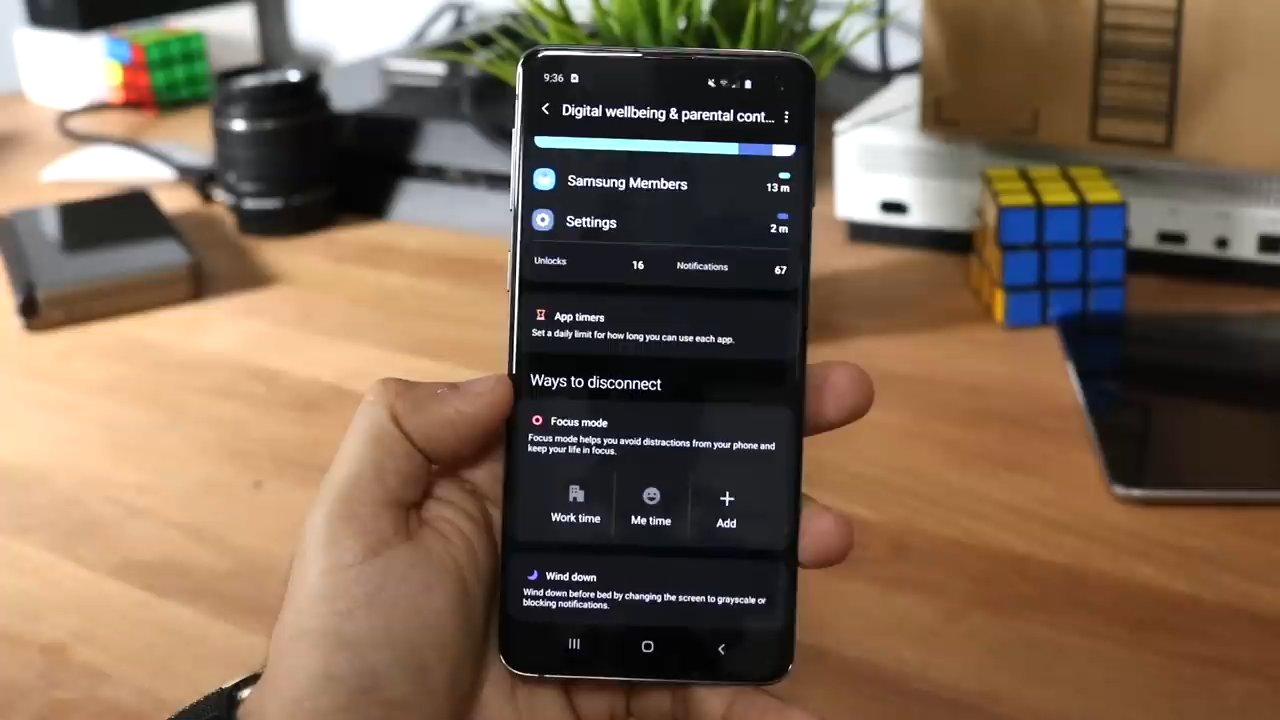 9:36
Digital wellbeing & parental cont...
Samsung Members
13 m
Settings
2 m
Unlocks 16 Notifications 67
App timers
Set a daily limit for how long you can use each app.
Ways to disconnect
Focus mode
Focus mode helps you avoid distractions from your phone and
keep your life in focus.
Work time Me time Add
Wind down
Wind down before bed by changing the screen to grayscale or
blocking notifications.